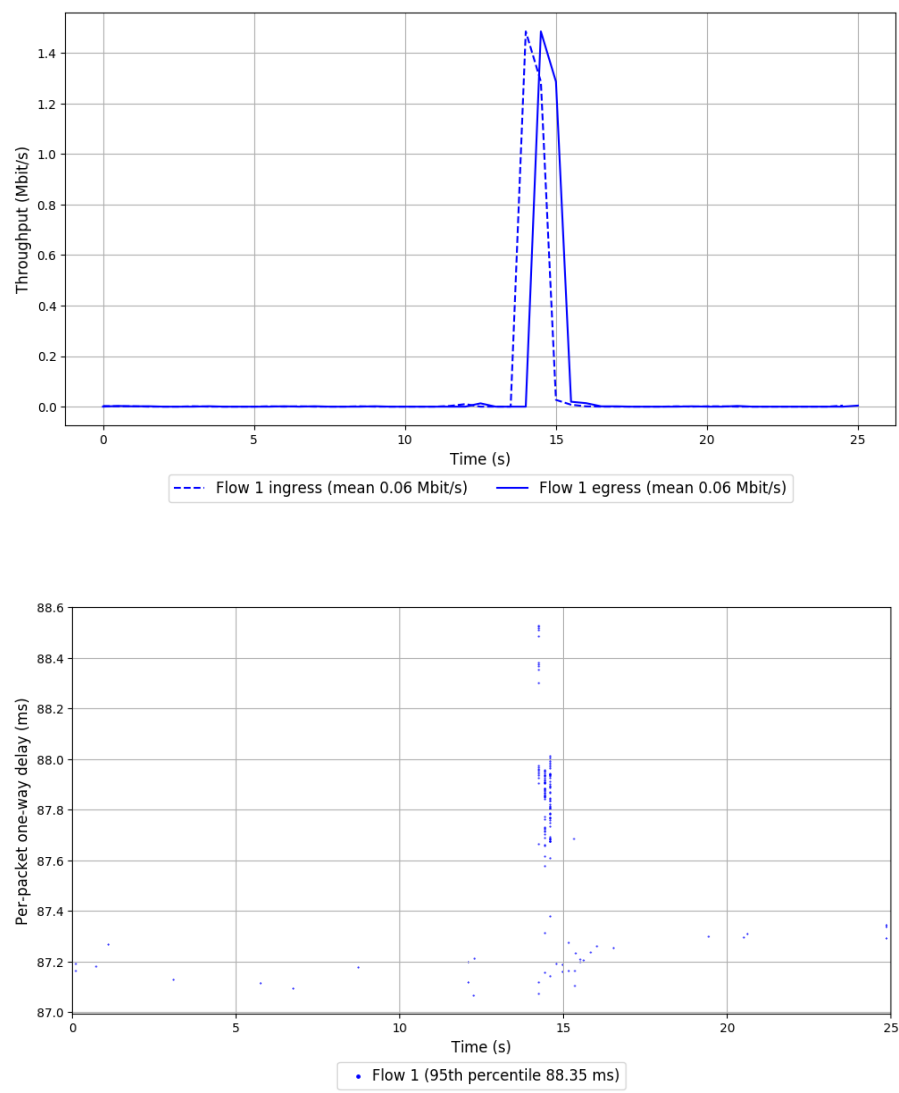 1.4
1.2
1.0
0.8
0.6
0.4
0.2
0.0
Throughput (Mbit/s)
0 5 10 15 20 25
Time (s)
Flow 1 ingress (mean 0.06 Mbit/s) Flow 1 egress (mean 0.06 Mbit/s)
88.6
88.4
88.2
88.0
87.8
87.6
87.4
87.2
87.0
Per-packet one-way delay (ms)
0 5 10 15 20 25
Time (s)
Flow 1 (95th percentile 88.35 ms)